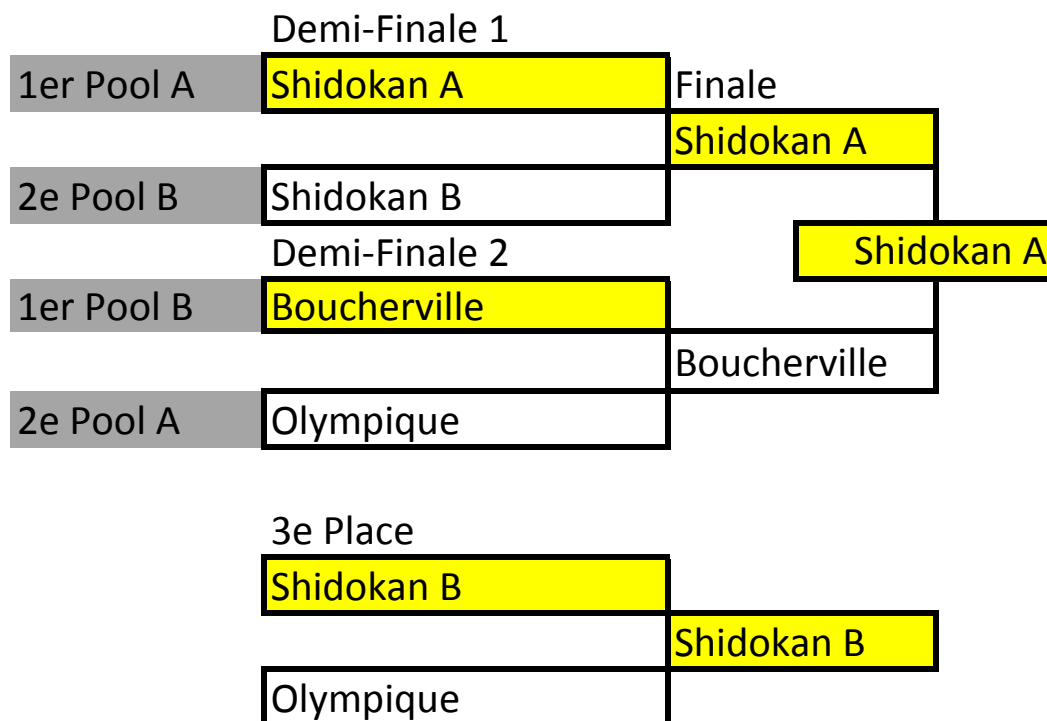 Demi-Finale 1
1er Pool A Shidokan A Finale
Shidokan A
2e Pool B Shidokan B
Shidokan A
Demi-Finale 2
1er Pool B Boucherville
Boucherville
2e Pool A Olympique
3e Place
Shidokan B
Shidokan B
Olympique